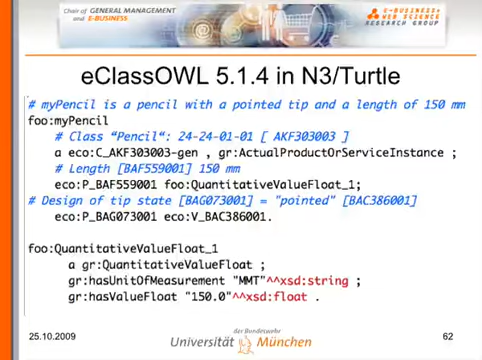 Chair of GENERAL MANAGEMENT
and E-BUSINESS
E-BUSINESS+
WEB SCIENCE
RESEARCH GROUP
eClassOWL 5.1.4 in N3/Turtle
# myPencil is a pencil with a pointed tip and a length of 150 mm
foo:myPencil
# Class “Pencil“: 24-24-01-01 [ AKF303003 ]
a eco:C_AKF303003-gen , gr:ActualProductOrServiceInstance ;
# Length [BAF559001] 150 mm
eco:P_BAF559001 foo:QuantitativeValueFloat_1;
# Design of tip state [BAG073001] = "pointed" [BAC386001]
eco:P_BAG073001 eco:V_BAC386001.
foo:QuantitativeValueFloat_1
a gr:QuantitativeValueFloat ;
gr:hasUnitOfMeasurement "MMT"^^xsd:string ;
gr:hasValueFloat "150.0"^^xsd:float .
25.10.2009
der Bundeswehr
Universität München
62